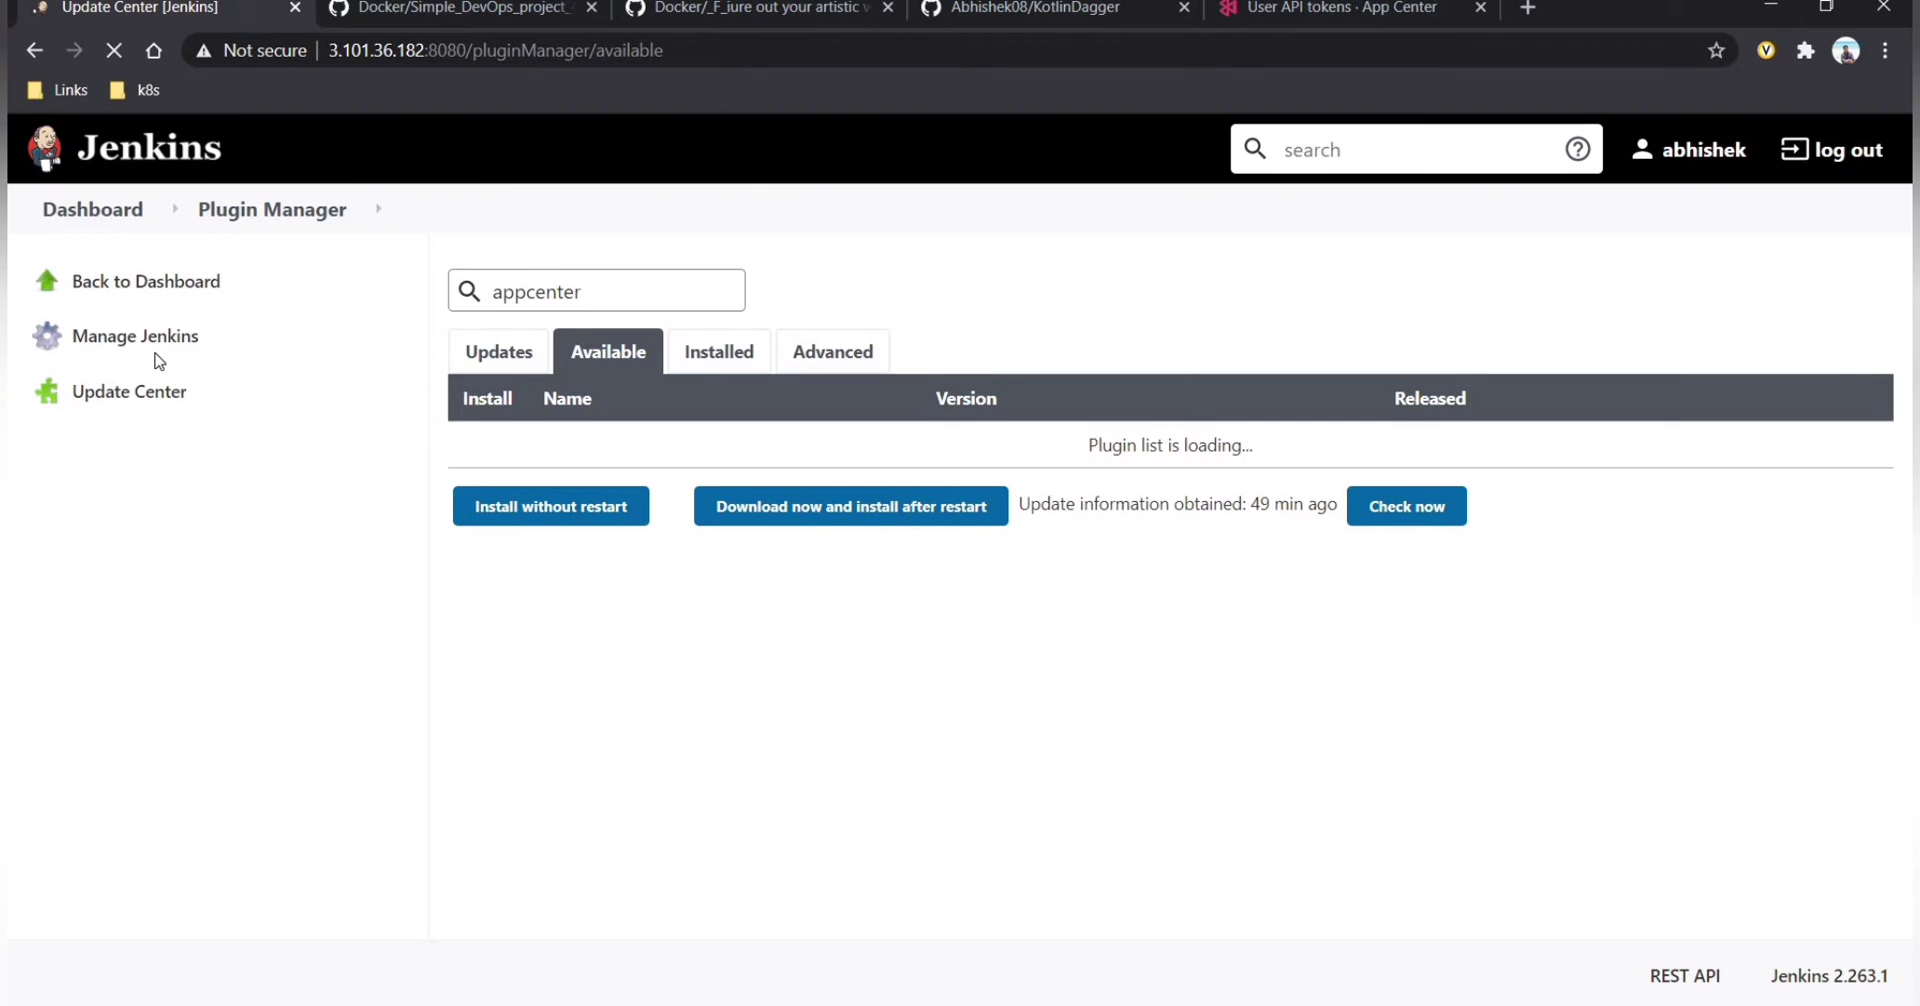 Update Center [Jenkins]
Docker/Simple_DevOps_project_
Docker/_F_iure out your artistic v
Abhishek08/KotlinDagger
User API tokens · App Center
Not secure | 3.101.36.182:8080/pluginManager/available
Links
k8s
Jenkins
search
abhishek
log out
Dashboard
Plugin Manager
Back to Dashboard
Manage Jenkins
Update Center
appcenter
Updates
Available
Installed
Advanced
Install
Name
Version
Released
Plugin list is loading...
Install without restart
Download now and install after restart
Update information obtained: 49 min ago
Check now
REST API
Jenkins 2.263.1